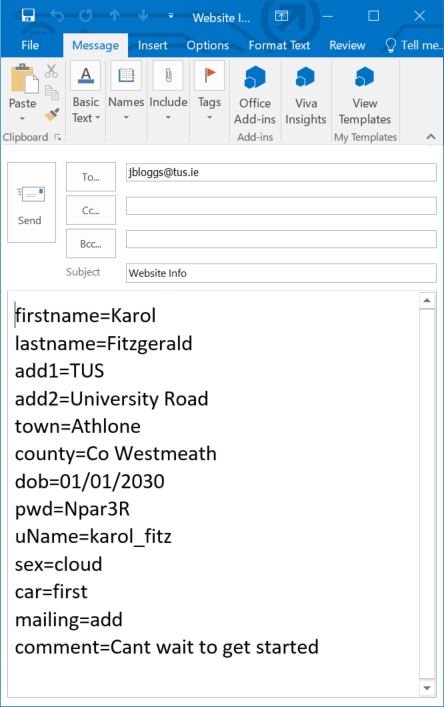 Website I...
File Message Insert Options Format Text Review Tell me...
Paste
Basic Text
Names
Include
Tags
Office Add-ins
Viva Insights
View Templates
Clipboard Add-ins My Templates
Send
To... jbloggs@tus.ie
Cc...
Bcc...
Subject Website Info
firstname=Karol
lastname=Fitzgerald
add1=TUS
add2=University Road
town=Athlone
county=Co Westmeath
dob=01/01/2030
pwd=Npar3R
uName=karol_fitz
sex=cloud
car=first
mailing=add
comment=Cant wait to get started